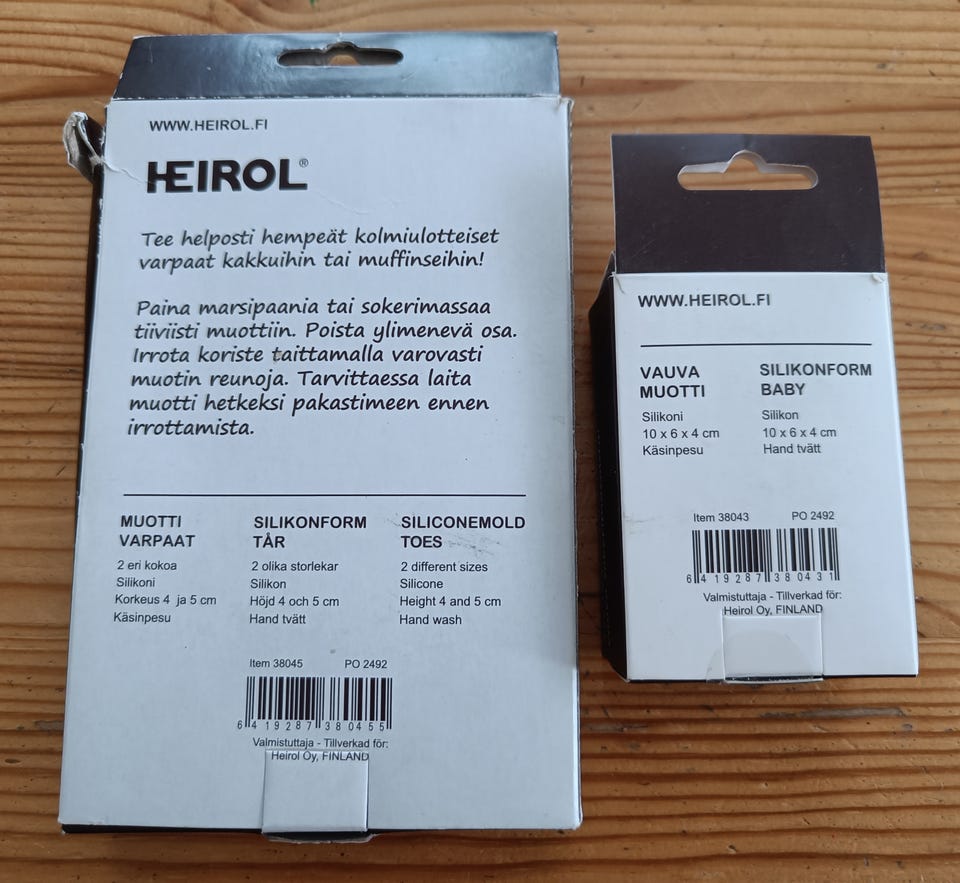 WWW.HEIROL.FI
HEIROL®
Tee helposti hempeät kolmiulotteiset
varpaat kakkuihin tai muffinseihin!
Paina marsipaania tai sokerimassaa
tiiviisti muottiin. Poista ylimenevä osa.
Irrota koriste taittamalla varovasti
muotin reunoja. Tarvittaessa laita
muotti hetkeksi pakastimeen ennen
irrottamista.
MUOTTI
VARPAAT
2 eri kokoa
Silikoni
Korkeus 4 ja 5 cm
Käsinpesu
SILIKONFORM
TÅR
2 olika storlekar
Silikon
Höjd 4 och 5 cm
Hand tvätt
SILICONEMOLD
TOES
2 different sizes
Silicone
Height 4 and 5 cm
Hand wash
Item 38045 PO 2492
6 419287 380455
Valmistuttaja - Tillverkad för:
Heirol Oy, FINLAND
WWW.HEIROL.FI
VAUVA
MUOTTI
Silikoni
10 x 6 x 4 cm
Käsinpesu
SILIKONFORM
BABY
Silikon
10 x 6 x 4 cm
Hand tvätt
Item 38043 PO 2492
6 419287 380431
Valmistuttaja - Tillverkad för:
Heirol Oy, FINLAND